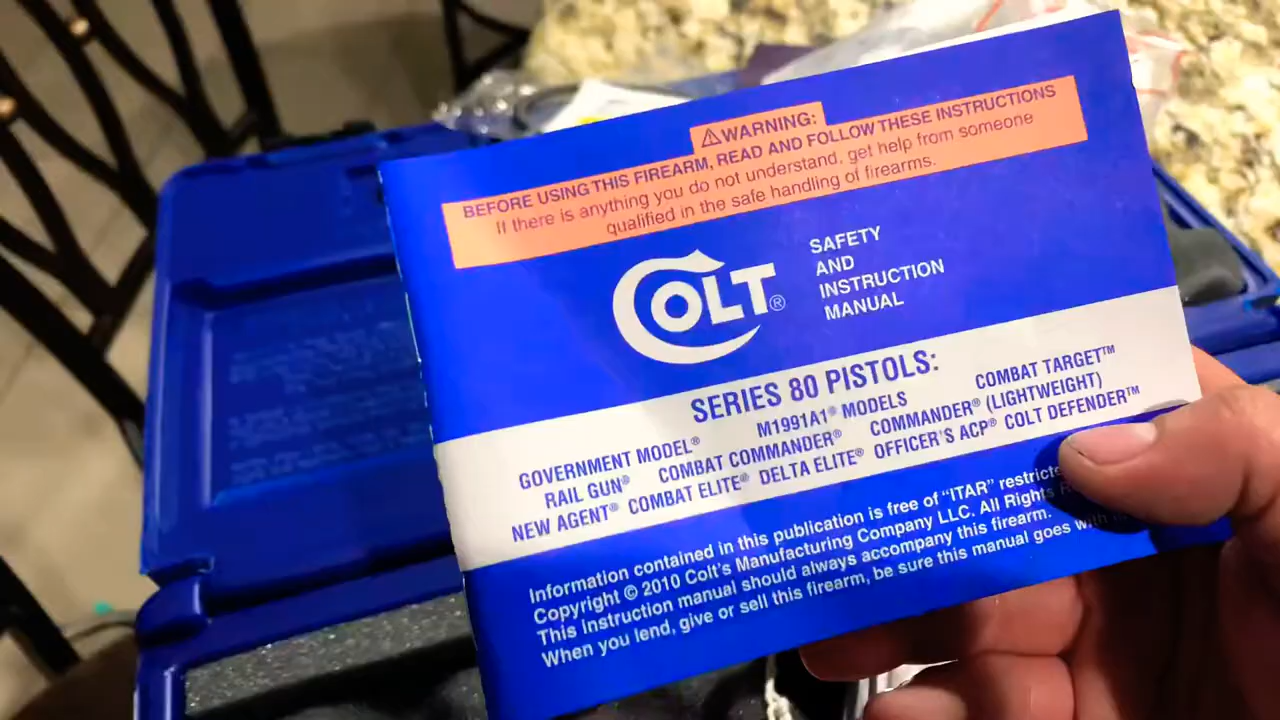 ⚠WARNING:
BEFORE USING THIS FIREARM, READ AND FOLLOW THESE INSTRUCTIONS
If there is anything you do not understand, get help from someone
qualified in the safe handling of firearms.
COLT®
SAFETY
AND
INSTRUCTION
MANUAL
SERIES 80 PISTOLS:
GOVERNMENT MODEL® M1991A1® MODELS COMBAT TARGET™
RAIL GUN® COMBAT COMMANDER® COMMANDER® (LIGHTWEIGHT)
NEW AGENT® COMBAT ELITE® DELTA ELITE® OFFICER'S ACP® COLT DEFENDER™
Information contained in this publication is free of "ITAR" restricte
Copyright © 2010 Colt's Manufacturing Company LLC. All Rights R
This instruction manual should always accompany this firearm.
When you lend, give or sell this firearm, be sure this manual goes with